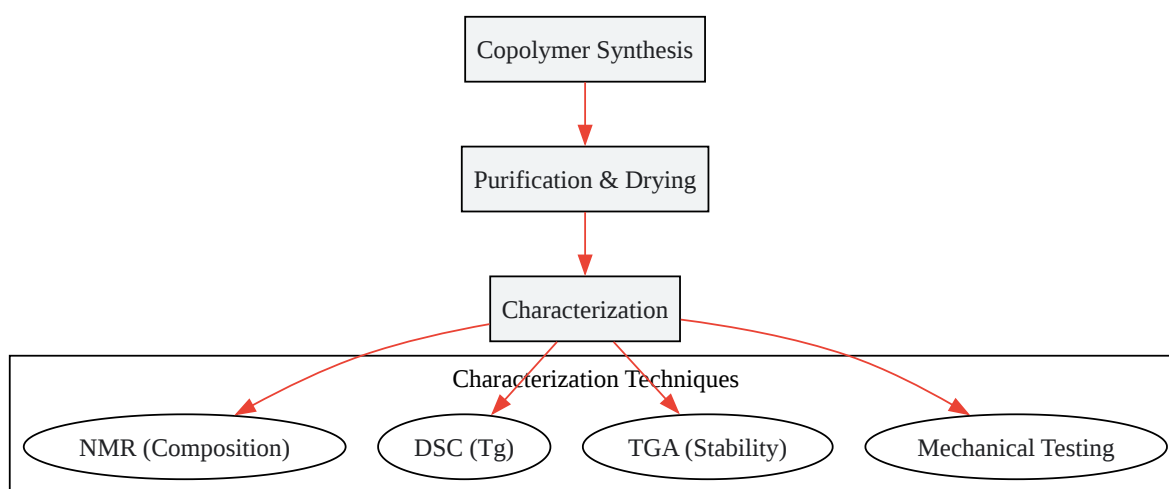 Copolymer Synthesis
Purification & Drying
Characterization
Characterization Techniques
NMR (Composition)
DSC (Tg)
TGA (Stability)
Mechanical Testing